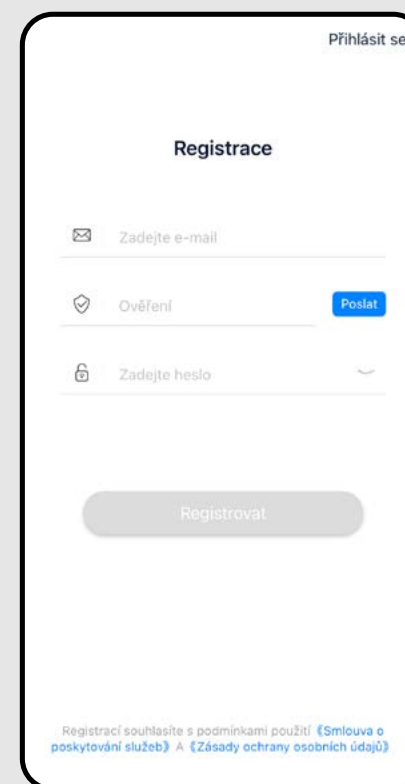 Přihlásit se
Registrace
Zadejte e-mail
Ověření
Poslat
Zadejte heslo
Registrovat
Registrací souhlasíte s podmínkami použití 《Smlouva o
poskytování služeb》 A 《Zásady ochrany osobních údajů》